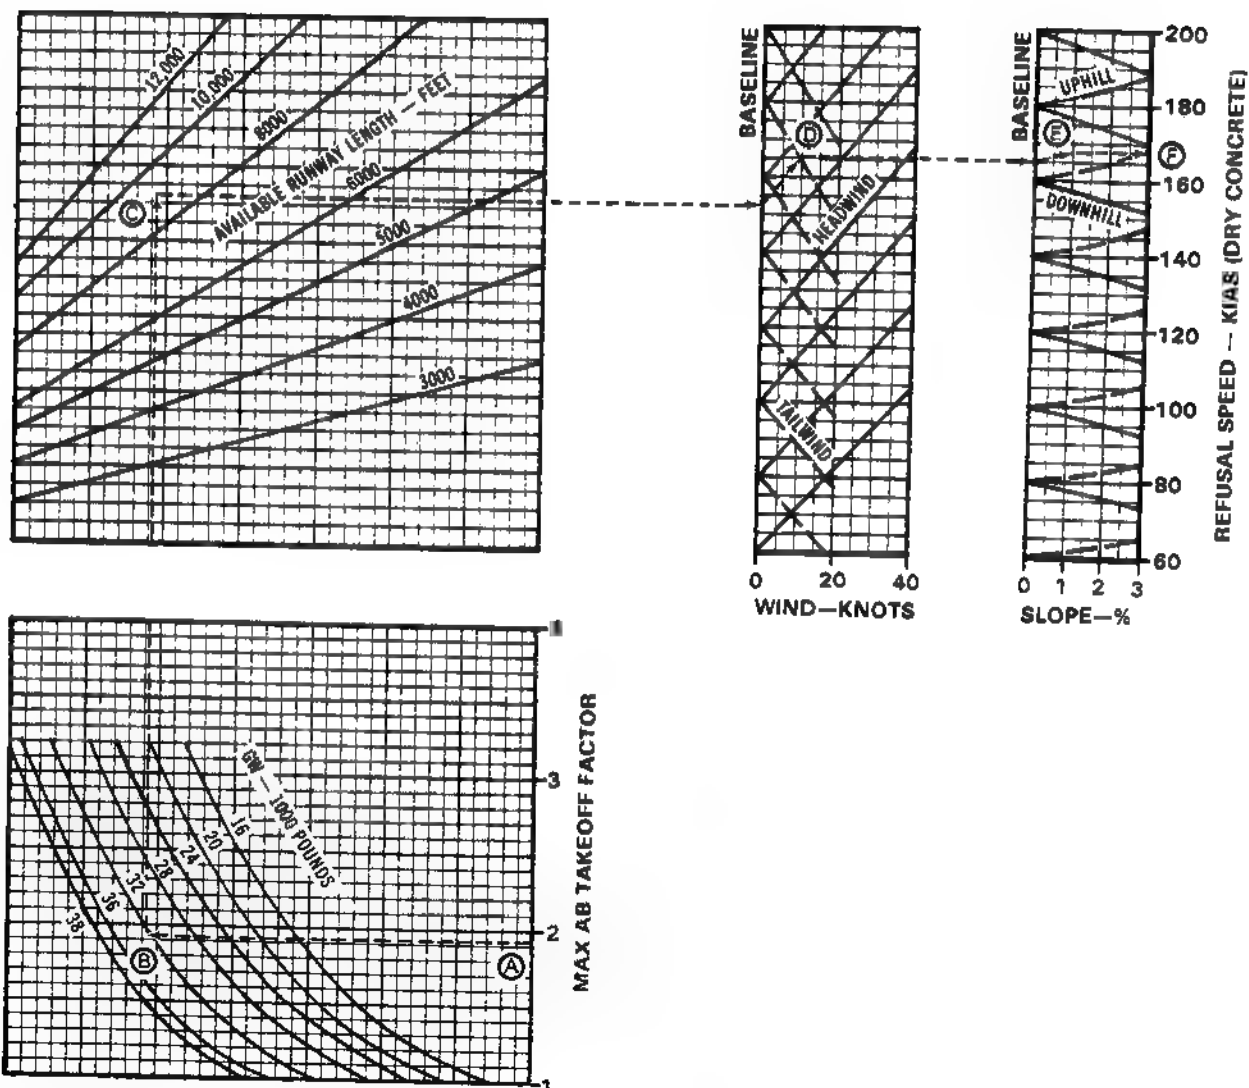 12,000
10,000
8000
AVAILABLE RUNWAY LENGTH — FEET
6000
5000
4000
3000
C
BASELINE
D
HEADWIND
TAILWIND
0 20 40
WIND—KNOTS
BASELINE
UPHILL
E
DOWNHILL
F
200
180
160
140
120
100
80
60
0 1 2 3
SLOPE—%
REFUSAL SPEED — KIAS (DRY CONCRETE)
GW — 1000 POUNDS
16
20
24
28
32
36
38
B
A
3
2
1
MAX AB TAKEOFF FACTOR